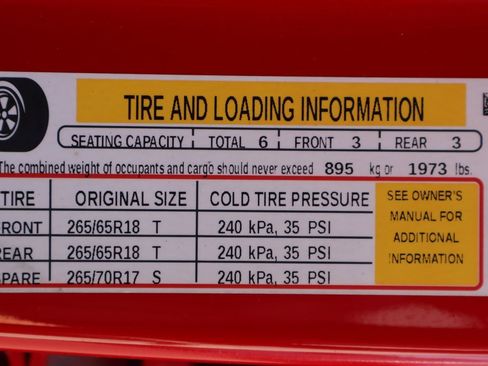 TIRE AND LOADING INFORMATION
SEATING CAPACITY TOTAL 6 FRONT 3 REAR 3
The combined weight of occupants and cargo should never exceed 895 kg or 1973 lbs.
TIRE ORIGINAL SIZE COLD TIRE PRESSURE
FRONT 265/65R18 T 240 kPa, 35 PSI
REAR 265/65R18 T 240 kPa, 35 PSI
SPARE 265/70R17 S 240 kPa, 35 PSI
SEE OWNER'S
MANUAL FOR
ADDITIONAL
INFORMATION